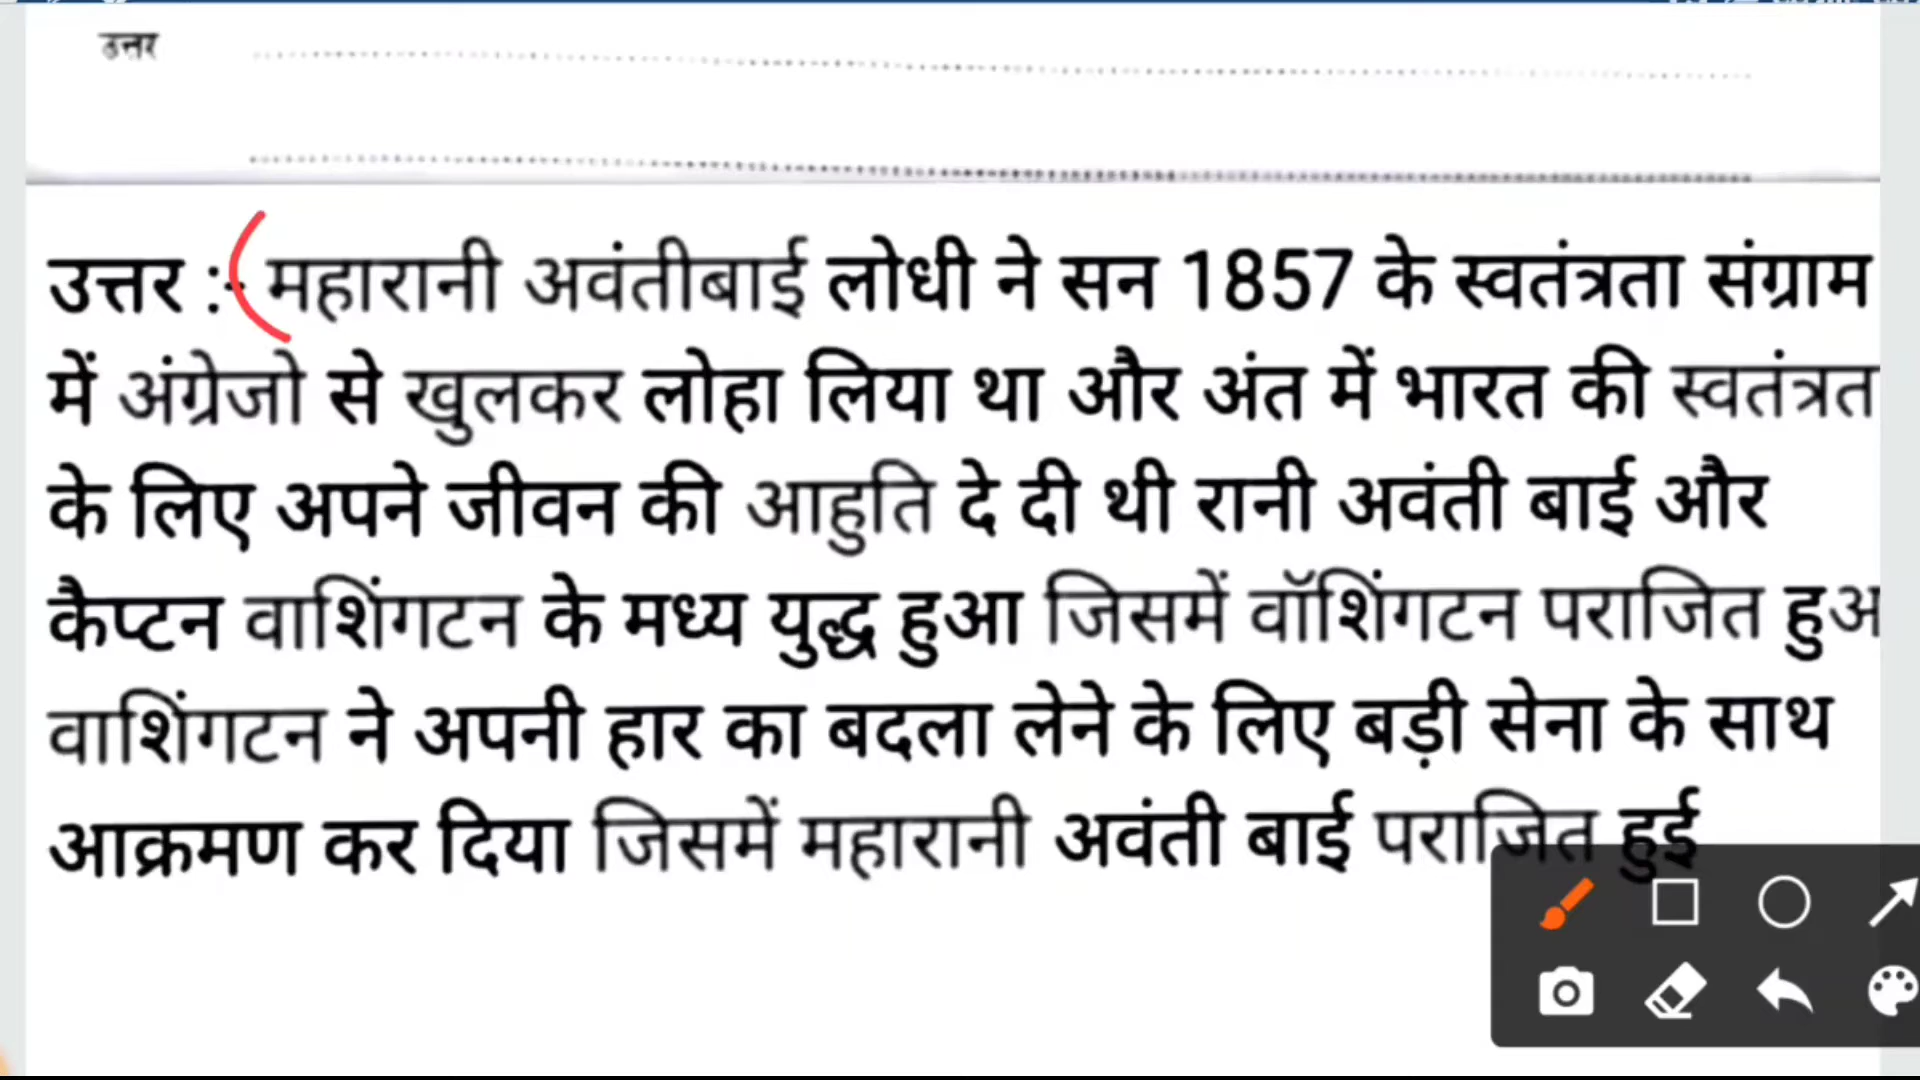 उत्तर
उत्तर :- महारानी अवंतीबाई लोधी ने सन 1857 के स्वतंत्रता संग्राम
में अंग्रेजो से खुलकर लोहा लिया था और अंत में भारत की स्वतंत्रत
के लिए अपने जीवन की आहुति दे दी थी रानी अवंती बाई और
कैप्टन वाशिंगटन के मध्य युद्ध हुआ जिसमें वॉशिंगटन पराजित हुअ
वाशिंगटन ने अपनी हार का बदला लेने के लिए बड़ी सेना के साथ
आक्रमण कर दिया जिसमें महारानी अवंती बाई पराजित हुई